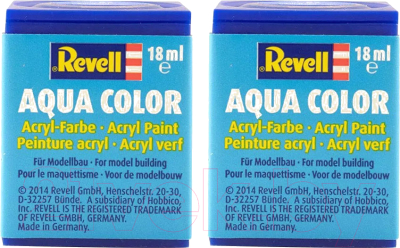 Revell
18 ml
e
AQUA COLOR
Acryl-Farbe · Acryl Paint
Peinture acryl · Acryl verf
Für Modellbau · For model building
Pour le maquettisme · Voor de modelbouw
© 2014 Revell GmbH, Henschelstr. 20-30,
D-32257 Bünde. A subsidiary of Hobbico,
Inc. REVELL IS THE REGISTERED TRADEMARK
OF REVELL GMBH, GERMANY.
Made in Germany.
Revell
18 ml
e
AQUA COLOR
Acryl-Farbe · Acryl Paint
Peinture acryl · Acryl verf
Für Modellbau · For model building
Pour le maquettisme · Voor de modelbouw
© 2014 Revell GmbH, Henschelstr. 20-30,
D-32257 Bünde. A subsidiary of Hobbico,
Inc. REVELL IS THE REGISTERED TRADEMARK
OF REVELL GMBH, GERMANY.
Made in Germany.